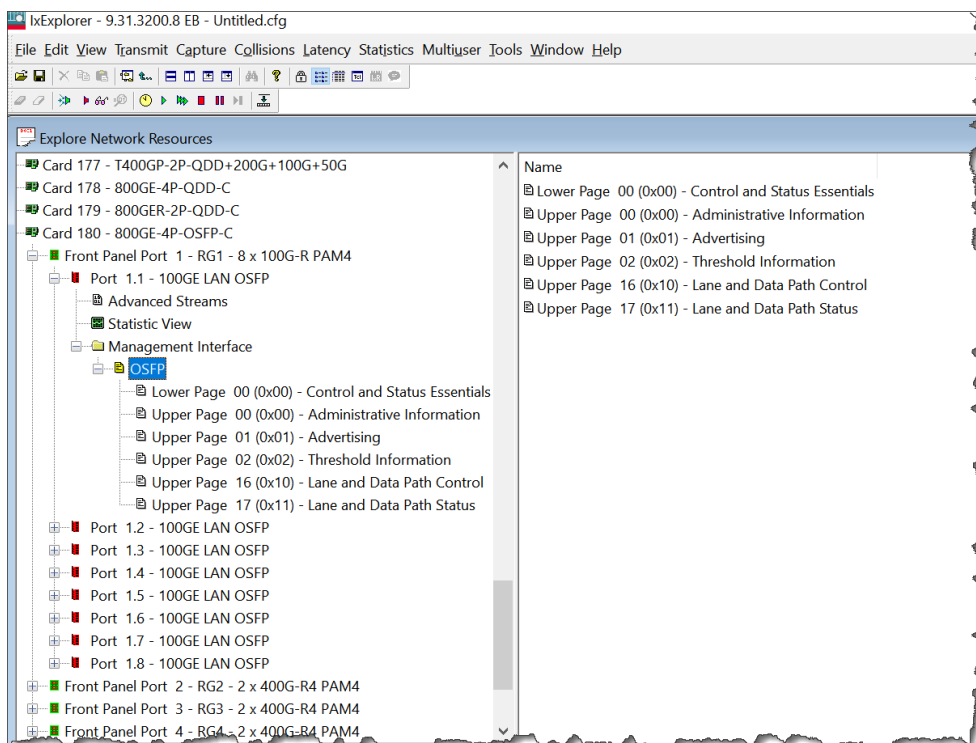 IxExplorer - 9.31.3200.8 EB - Untitled.cfg
File Edit View Transmit Capture Collisions Latency Statistics Multiuser Tools Window Help
Explore Network Resources
Card 177 - T400GP-2P-QDD+200G+100G+50G
Card 178 - 800GE-4P-QDD-C
Card 179 - 800GER-2P-QDD-C
Card 180 - 800GE-4P-OSFP-C
Front Panel Port 1 - RG1 - 8 x 100G-R PAM4
Port 1.1 - 100GE LAN OSFP
Advanced Streams
Statistic View
Management Interface
OSFP
Lower Page 00 (0x00) - Control and Status Essentials
Upper Page 00 (0x00) - Administrative Information
Upper Page 01 (0x01) - Advertising
Upper Page 02 (0x02) - Threshold Information
Upper Page 16 (0x10) - Lane and Data Path Control
Upper Page 17 (0x11) - Lane and Data Path Status
Port 1.2 - 100GE LAN OSFP
Port 1.3 - 100GE LAN OSFP
Port 1.4 - 100GE LAN OSFP
Port 1.5 - 100GE LAN OSFP
Port 1.6 - 100GE LAN OSFP
Port 1.7 - 100GE LAN OSFP
Port 1.8 - 100GE LAN OSFP
Front Panel Port 2 - RG2 - 2 x 400G-R4 PAM4
Front Panel Port 3 - RG3 - 2 x 400G-R4 PAM4
Front Panel Port 4 - RG4 - 2 x 400G-R4 PAM4
Name
Lower Page 00 (0x00) - Control and Status Essentials
Upper Page 00 (0x00) - Administrative Information
Upper Page 01 (0x01) - Advertising
Upper Page 02 (0x02) - Threshold Information
Upper Page 16 (0x10) - Lane and Data Path Control
Upper Page 17 (0x11) - Lane and Data Path Status